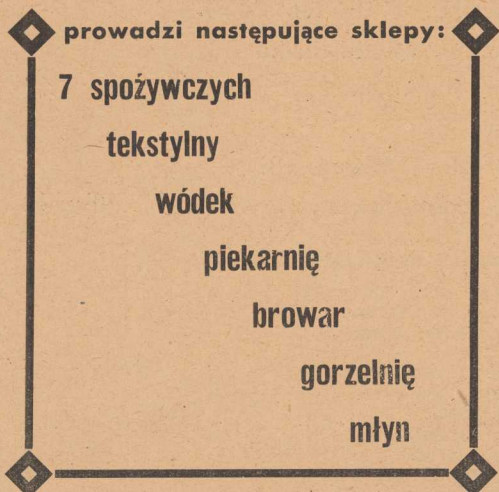 prowadzi następujące sklepy:
7 spożywczych
tekstylny
wódek
piekarnię
browar
gorzelnię
młyn